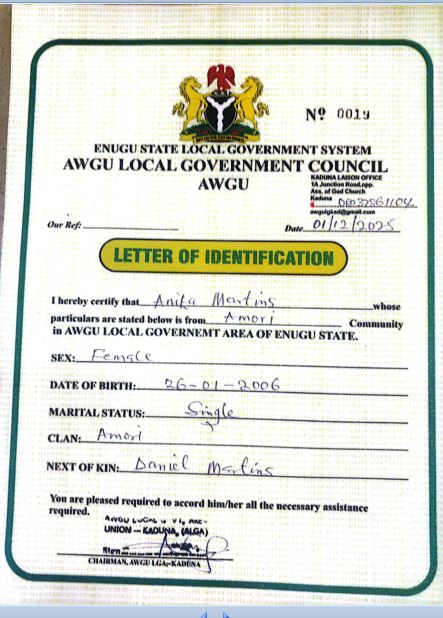 Nº 0019
ENUGU STATE LOCAL GOVERNMENT SYSTEM
AWGU LOCAL GOVERNMENT COUNCIL
AWGU
KADUNA LAISON OFFICE
1A Junction Road,opp.
Ass. of God Church
Kaduna
awgulgkad@gmail.com
Our Ref:
Date 01/12/2025
LETTER OF IDENTIFICATION
I hereby certify that Anita Martins whose
particulars are stated below is from Amori Community
in AWGU LOCAL GOVERNEMT AREA OF ENUGU STATE.
SEX: Female
DATE OF BIRTH: 26-01-2006
MARITAL STATUS: Single
CLAN: Amori
NEXT OF KIN: Daniel Martins
You are pleased required to accord him/her all the necessary assistance
required.
AWGU
UNION - KADUNA, (ALGA)
Sign
CHAIRMAN, AWGU LGA,-KADUNA